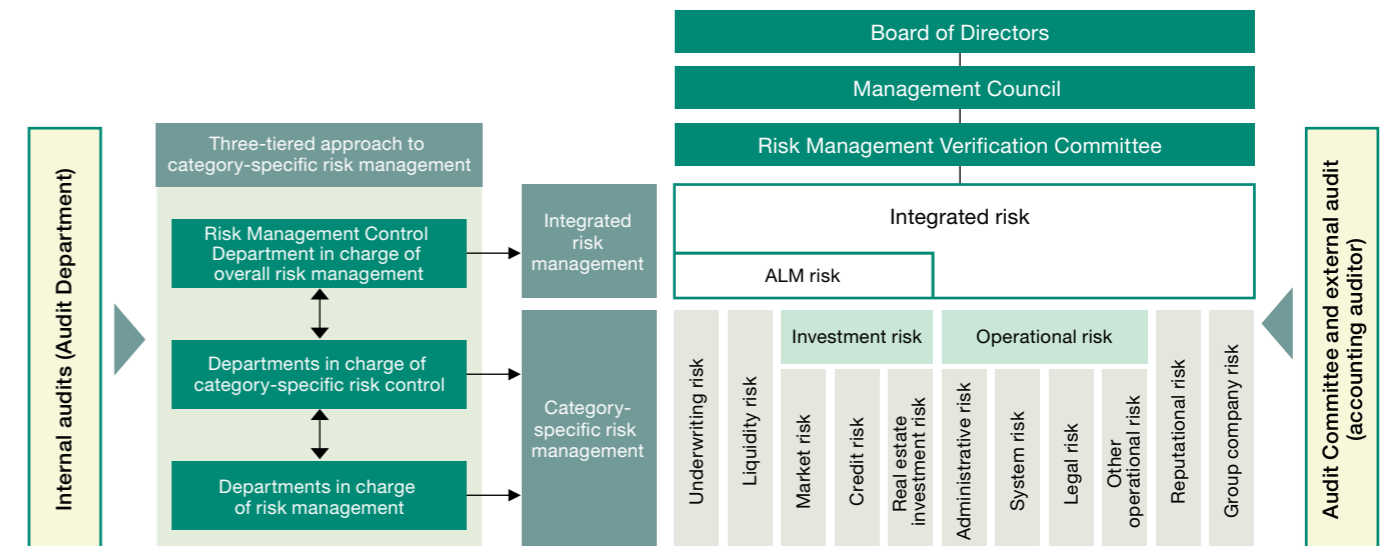 Board of Directors
Management Council
Risk Management Verification Committee
Internal audits (Audit Department)
Three-tiered approach to
category-specific risk management
Risk Management Control
Department in charge of
overall risk management
Departments in charge of
category-specific risk control
Departments in charge
of risk management
Integrated
risk
management
Category-
specific risk
management
Integrated risk
ALM risk
Underwriting risk
Liquidity risk
Investment risk
Market risk
Credit risk
Real estate
investment risk
Operational risk
Administrative risk
System risk
Legal risk
Other
operational risk
Reputational risk
Group company risk
Audit Committee and external audit
(accounting auditor)